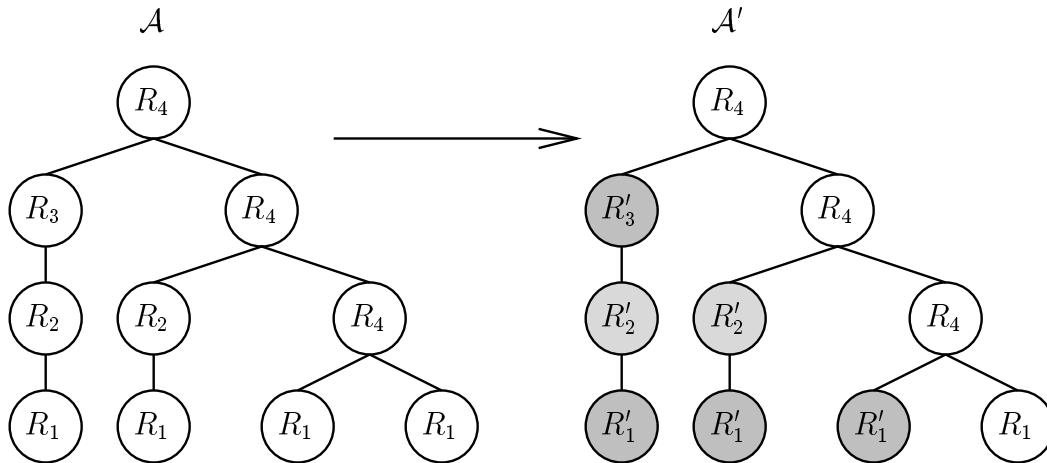 𝒜 𝒜′
R₄ R₄
R₃ R₄ R′₃ R₄
R₂ R₂ R₄ R′₂ R′₂ R₄
R₁ R₁ R₁ R₁ R′₁ R′₁ R′₁ R₁